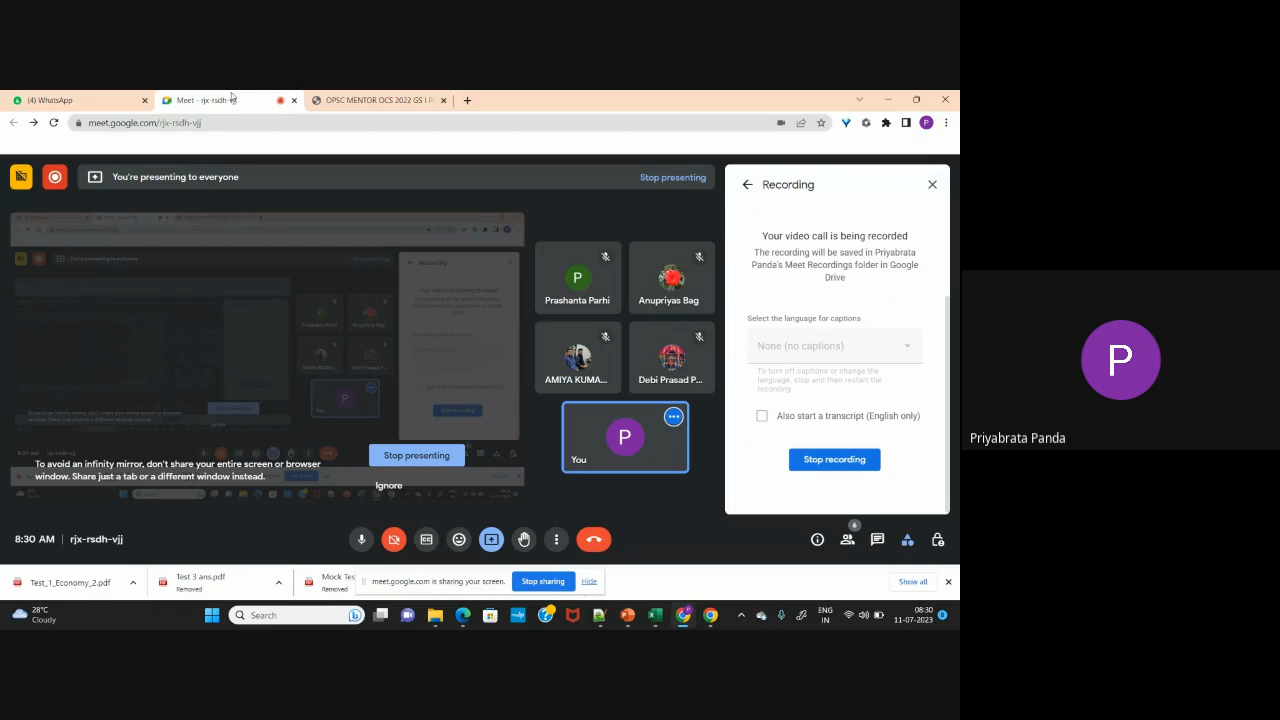 (4) WhatsApp
Meet - rjx-rsdh-vjj
OPSC MENTOR OCS 2022 GS I P
meet.google.com/rjx-rsdh-vjj
You're presenting to everyone
Stop presenting
To avoid an infinity mirror, don't share your entire screen or browser
window. Share just a tab or a different window instead.
Stop presenting
Ignore
P
Prashanta Parhi
Anupriyas Bag
AMIYA KUMA...
Debi Prasad P...
P
You
Recording
Your video call is being recorded
The recording will be saved in Priyabrata
Panda's Meet Recordings folder in Google
Drive
Select the language for captions
None (no captions)
To turn off captions or change the
language, stop and then restart the
recording
Also start a transcript (English only)
Stop recording
8:30 AM | rjx-rsdh-vjj
6
Test_1_Economy_2.pdf
Test 3 ans.pdf
Removed
Mock Tes
Removed
meet.google.com is sharing your screen.
Stop sharing
Hide
Show all
28°C
Cloudy
Search
ENG
IN
08:30
11-07-2023
P
Priyabrata Panda